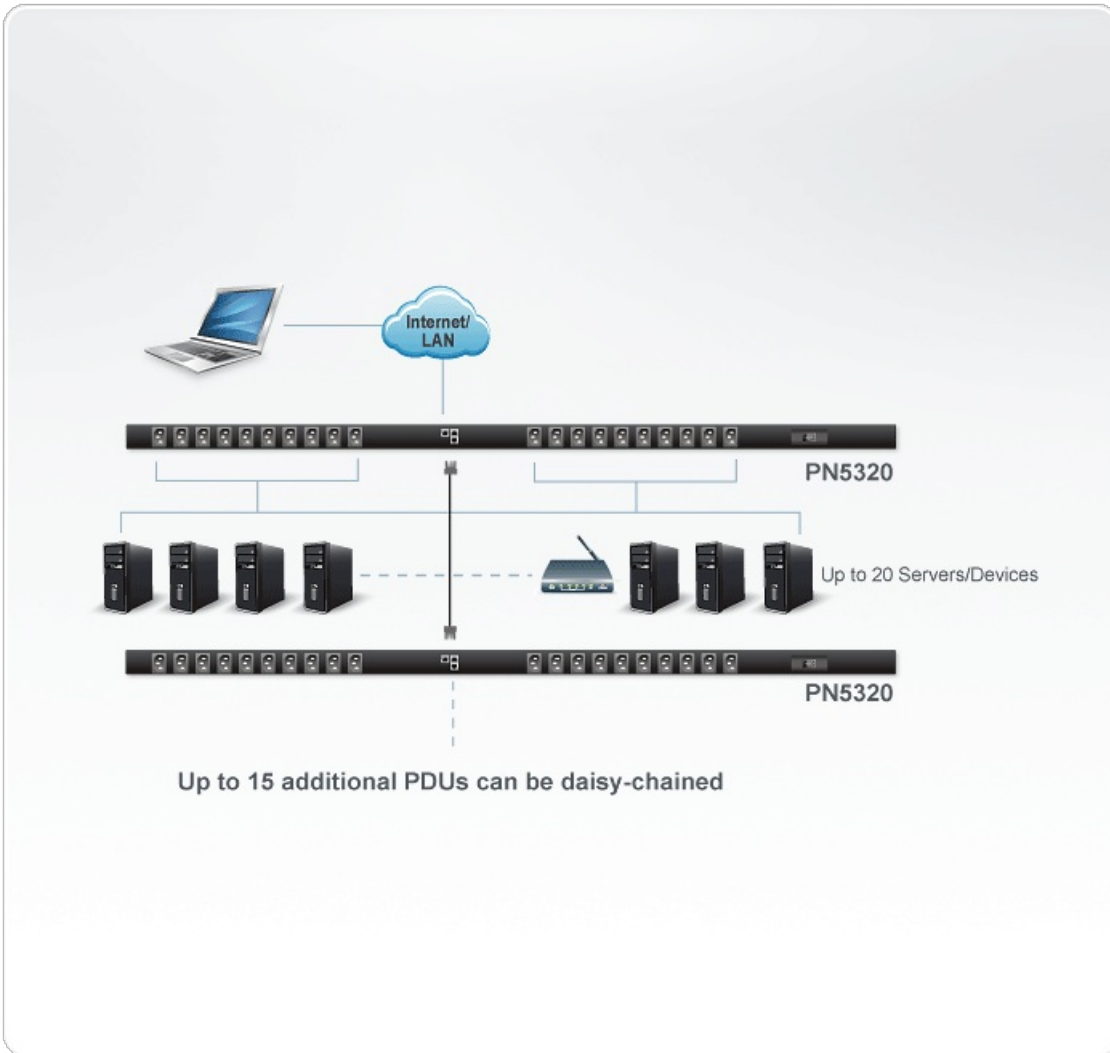 Internet/
LAN
PN5320
Up to 20 Servers/Devices
PN5320
Up to 15 additional PDUs can be daisy-chained